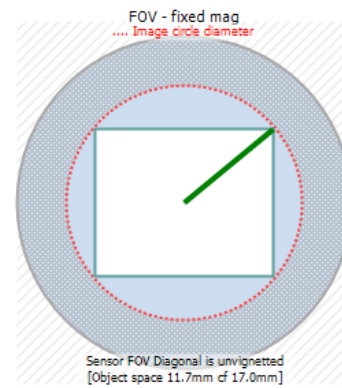 FOV - fixed mag
.... Image circle diameter
Sensor FOV Diagonal is unvignetted
[Object space 11.7mm cf 17.0mm]